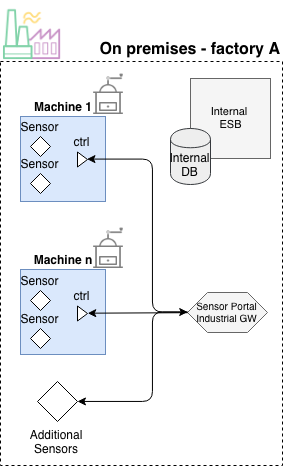 On premises - factory A
Machine 1
Sensor
ctrl
Sensor
Internal
ESB
Internal
DB
Machine n
Sensor
ctrl
Sensor
Sensor Portal
Industrial GW
Additional
Sensors